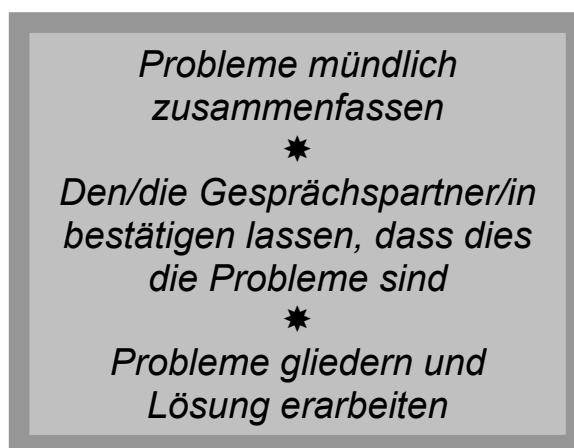 Probleme mündlich
zusammenfassen
✸
Den/die Gesprächspartner/in
bestätigen lassen, dass dies
die Probleme sind
✸
Probleme gliedern und
Lösung erarbeiten